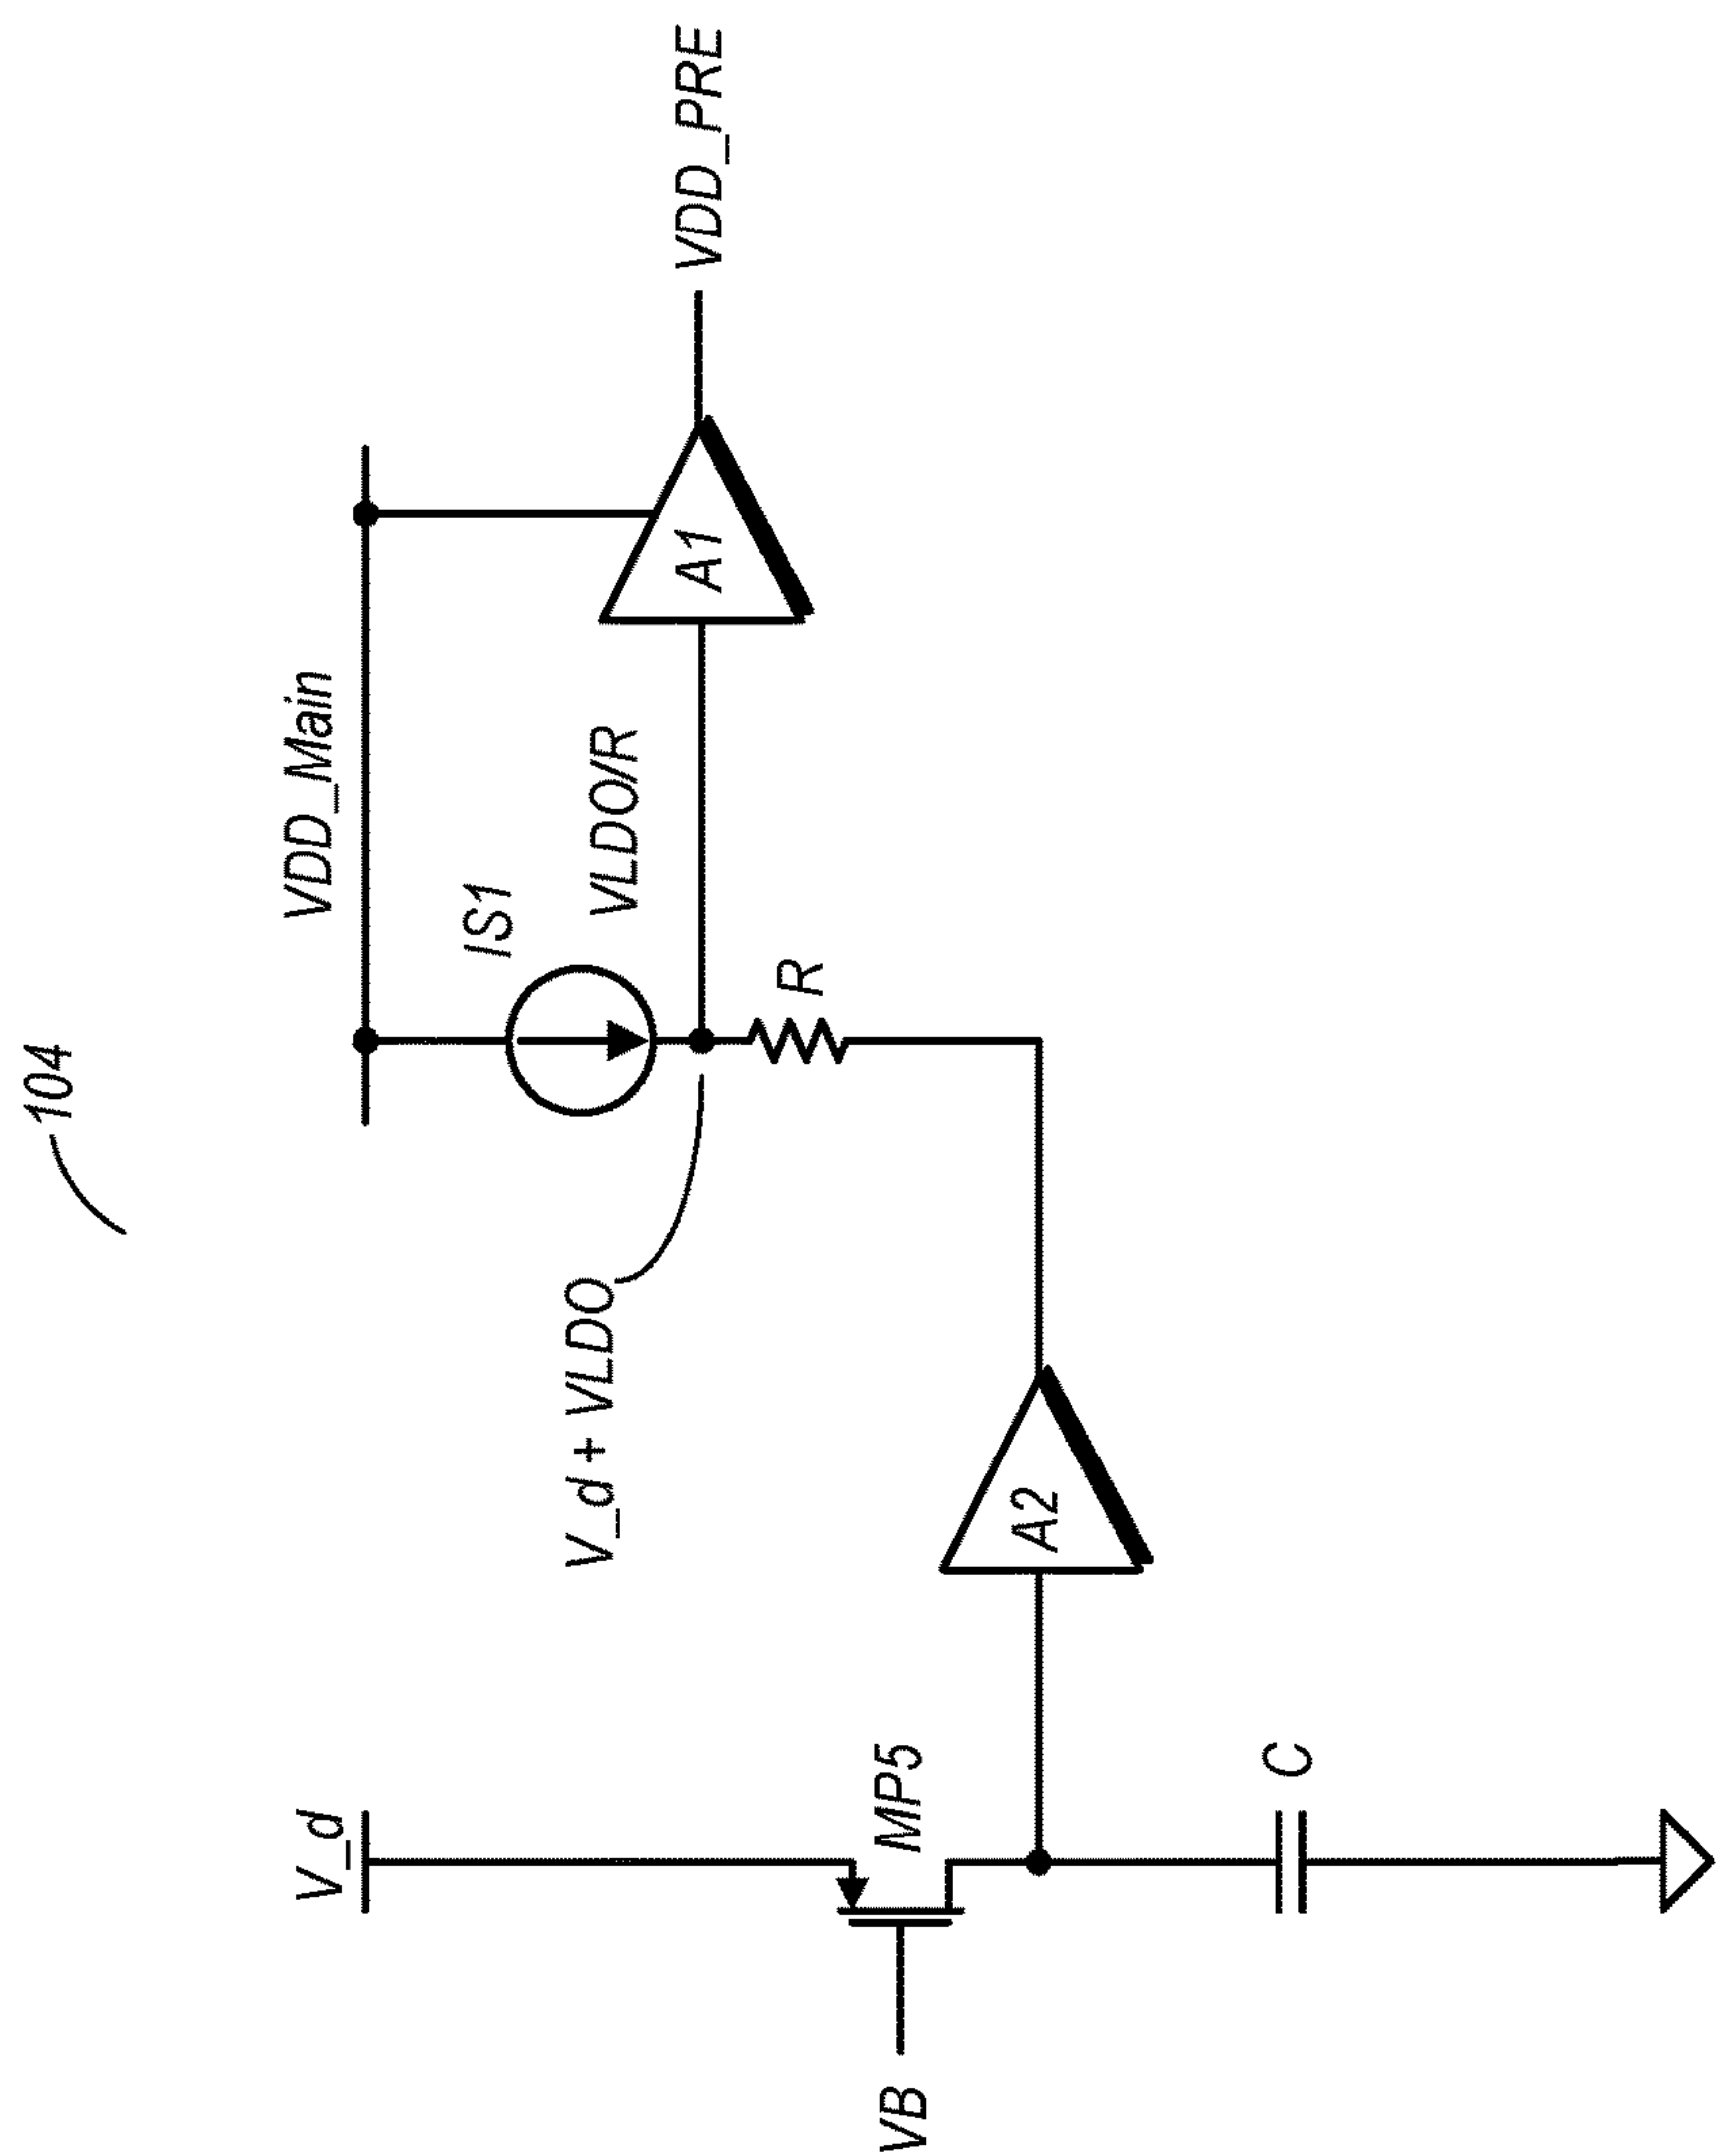 104
VDD_Main
IS1
VLDO/R
V_d + VLDO
R
A1
VDD_PRE
V_d
MP5
VB
A2
C